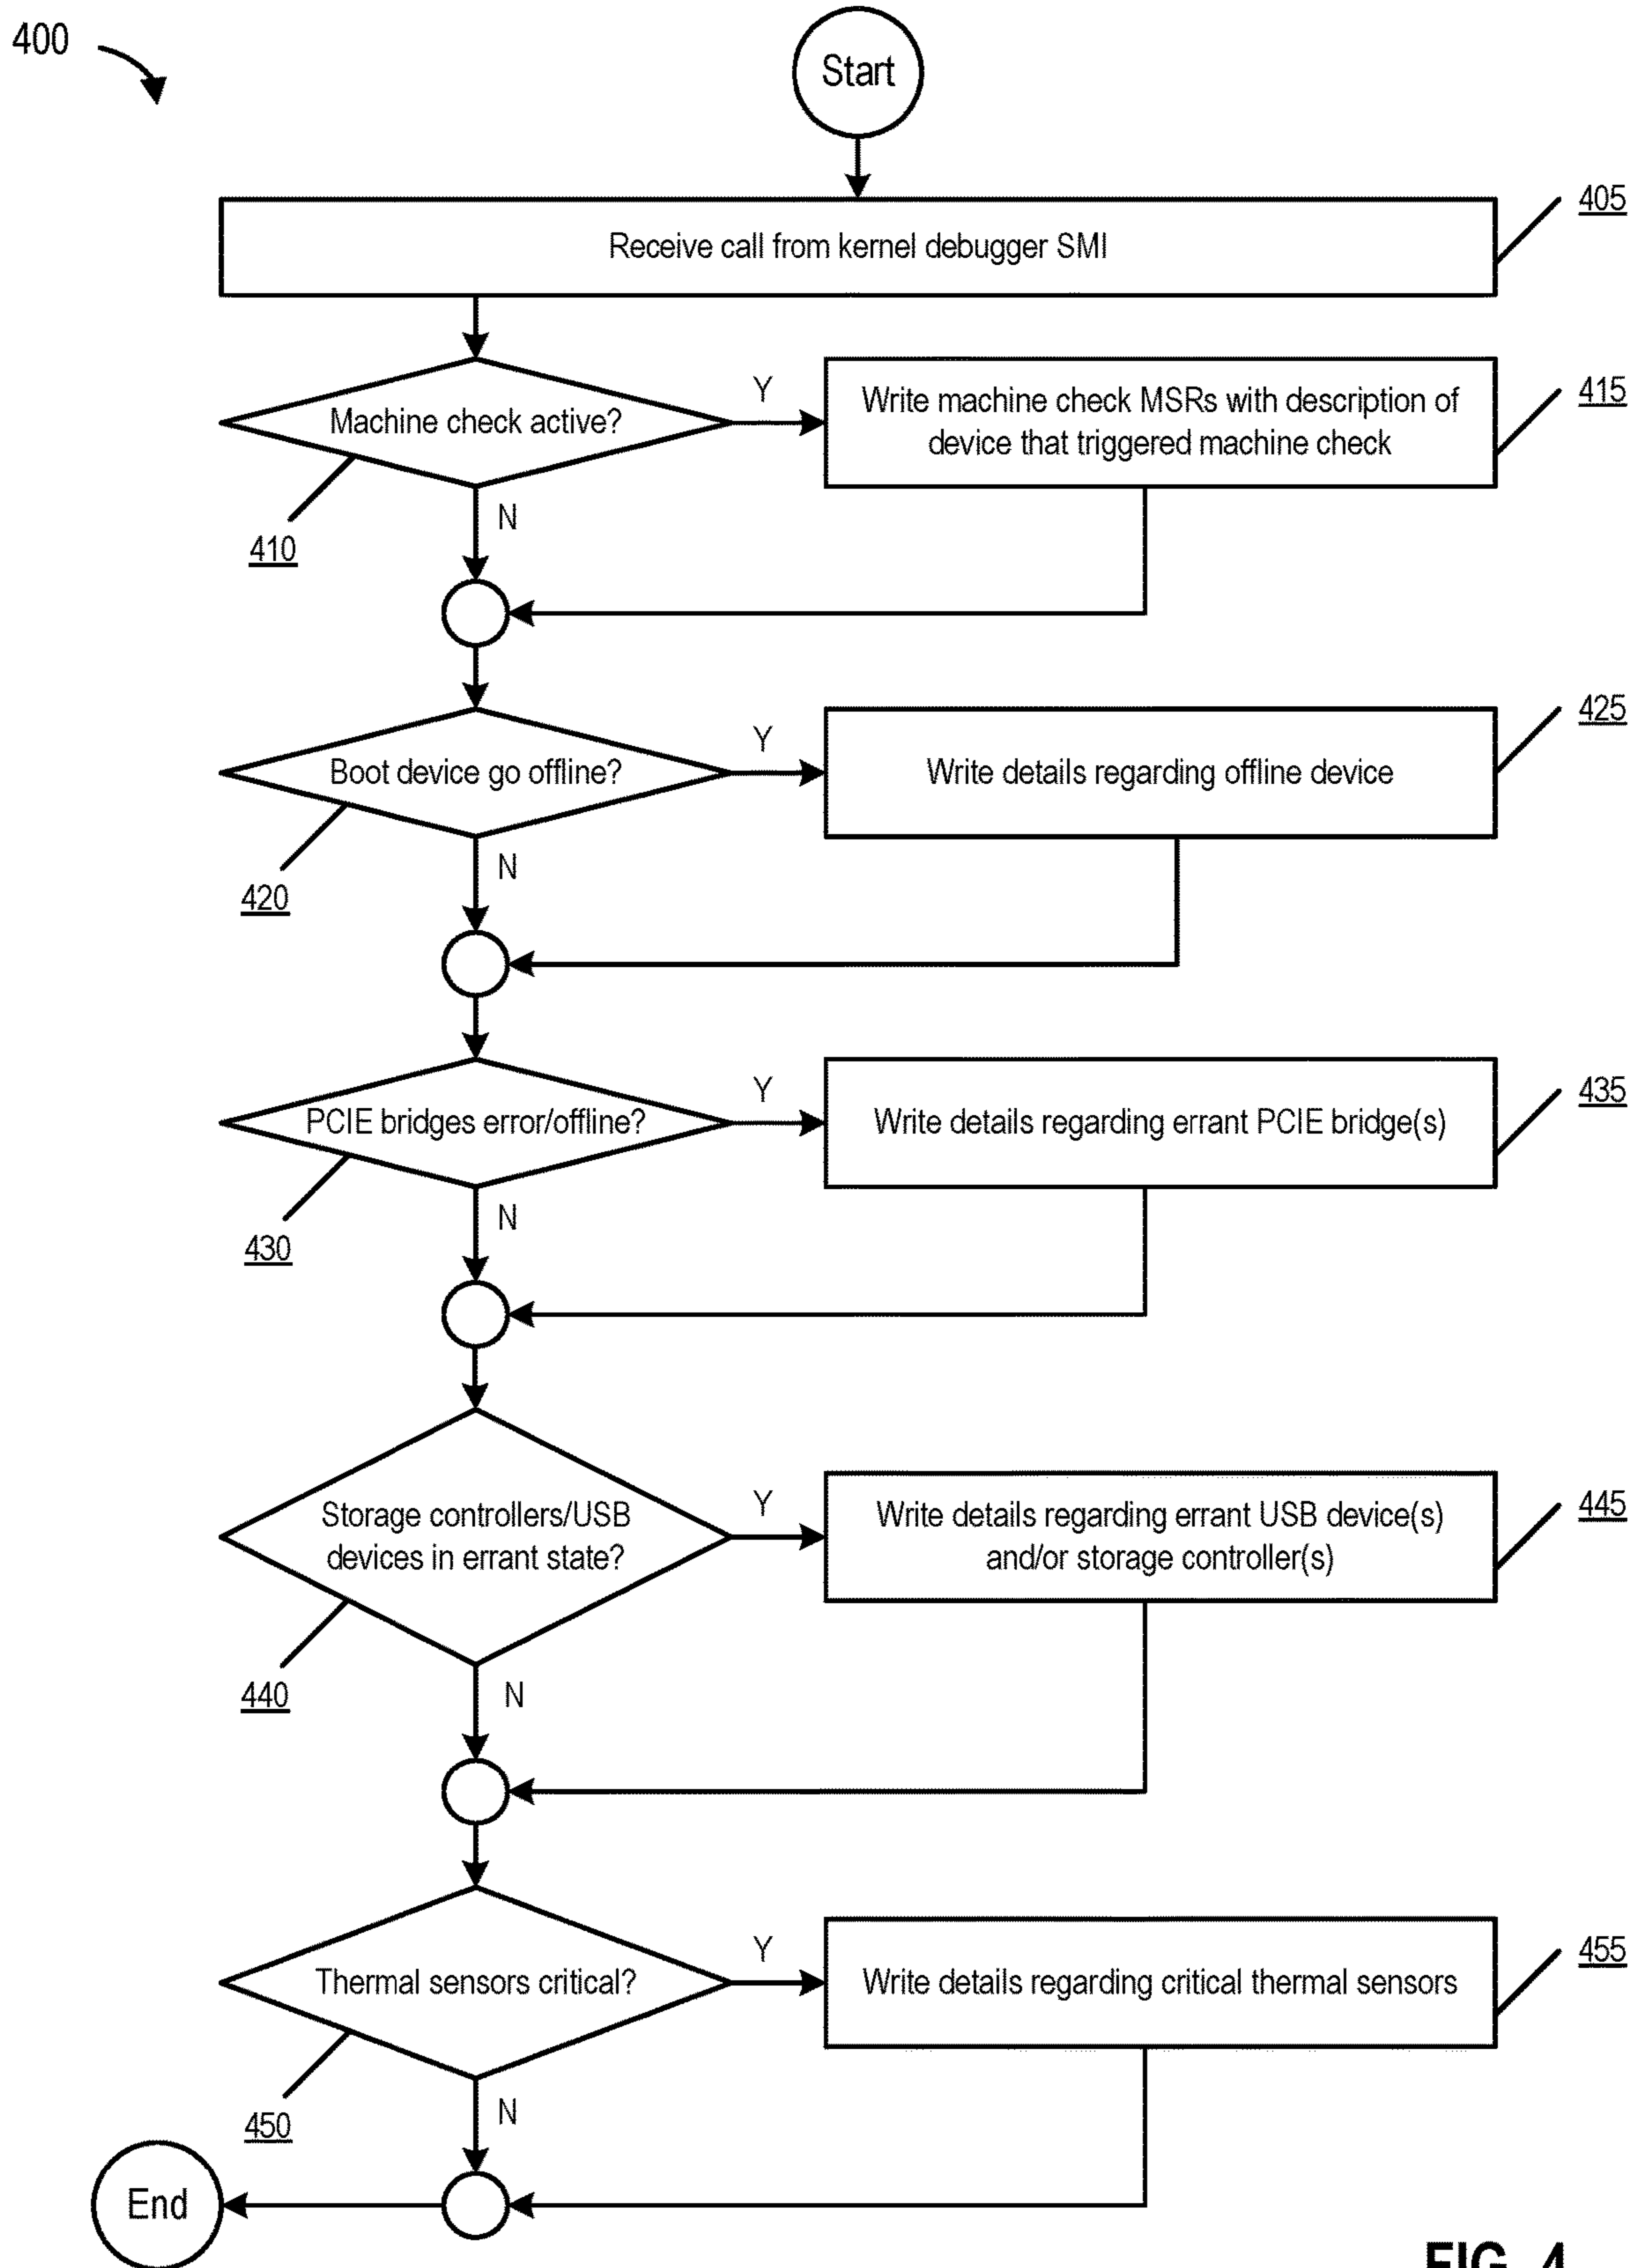 400
Start
Receive call from kernel debugger SMI
405
Machine check active?
Y
Write machine check MSRs with description of
device that triggered machine check
415
410
N
Boot device go offline?
Y
Write details regarding offline device
425
420
N
PCIE bridges error/offline?
Y
Write details regarding errant PCIE bridge(s)
435
430
N
Storage controllers/USB
devices in errant state?
Y
Write details regarding errant USB device(s)
and/or storage controller(s)
445
440
N
Thermal sensors critical?
Y
Write details regarding critical thermal sensors
455
450
N
End
FIG. 4